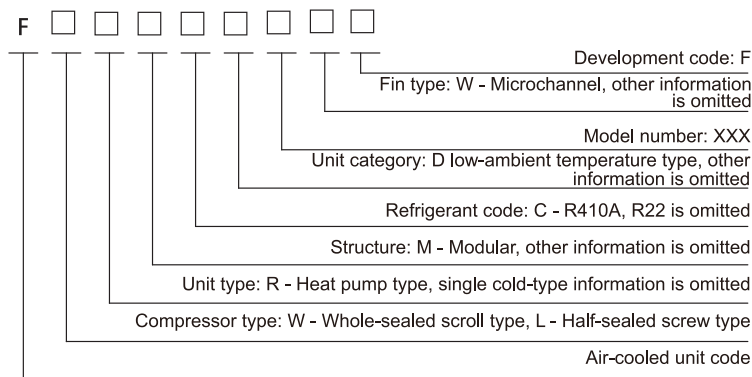 F □ □ □ □ □ □ □ □
Development code: F
Fin type: W - Microchannel, other information
is omitted
Model number: XXX
Unit category: D low-ambient temperature type, other
information is omitted
Refrigerant code: C - R410A, R22 is omitted
Structure: M - Modular, other information is omitted
Unit type: R - Heat pump type, single cold-type information is omitted
Compressor type: W - Whole-sealed scroll type, L - Half-sealed screw type
Air-cooled unit code